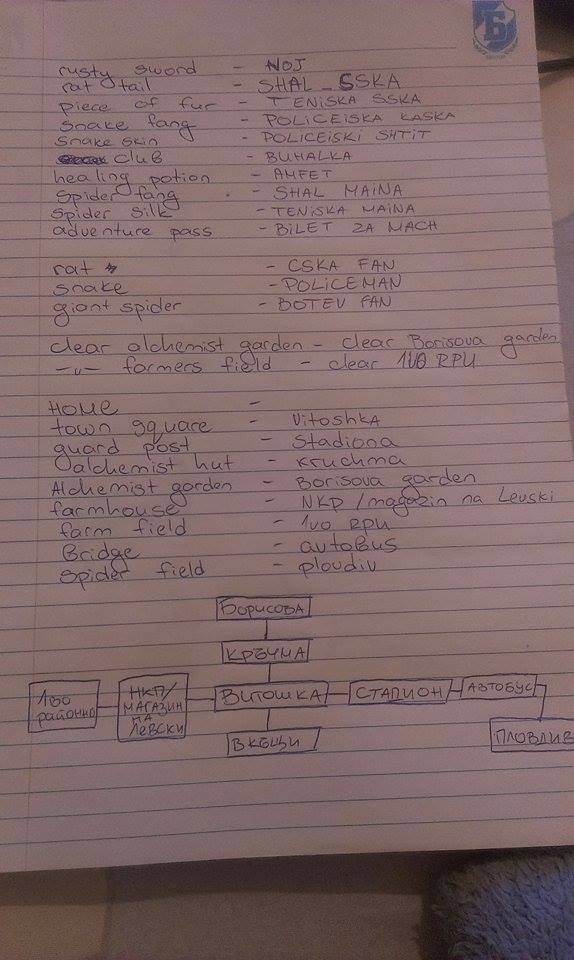 Б
rusty sword - NOJ
rat tail - SHAL - SSKA
piece of fur - TENISKA SSKA
snake fang - POLICEISKA KASKA
snake skin - POLICEISKI SHTIT
club - BUHALKA
healing potion - AMFET
spider fang - SHAL MAINA
spider silk - TENISKA MAINA
adventure pass - BILET ZA MACH
rat - CSKA FAN
snake - POLICEMAN
giant spider - BOTEV FAN
clear alchemist garden - clear Borisova garden
-"- farmers field - clear 1VO RPU
HOME -
town square - VitoshkA
guard post - Stadiona
alchemist hut - kruchma
Alchemist garden - Borisova garden
farmhouse - NKP / magazin na Levski
farm field - 1vo RPU
Bridge - avtobus
spider field - plovdiv
БОРИСОВА
КРЪЧМА
1ВО РАЙОННО
НКП/ МАГАЗИН НА ЛЕВСКИ
ВИТОШКА
СТАДИОН
АВТОБУС
ВКЪЩИ
ПЛОВДИВ